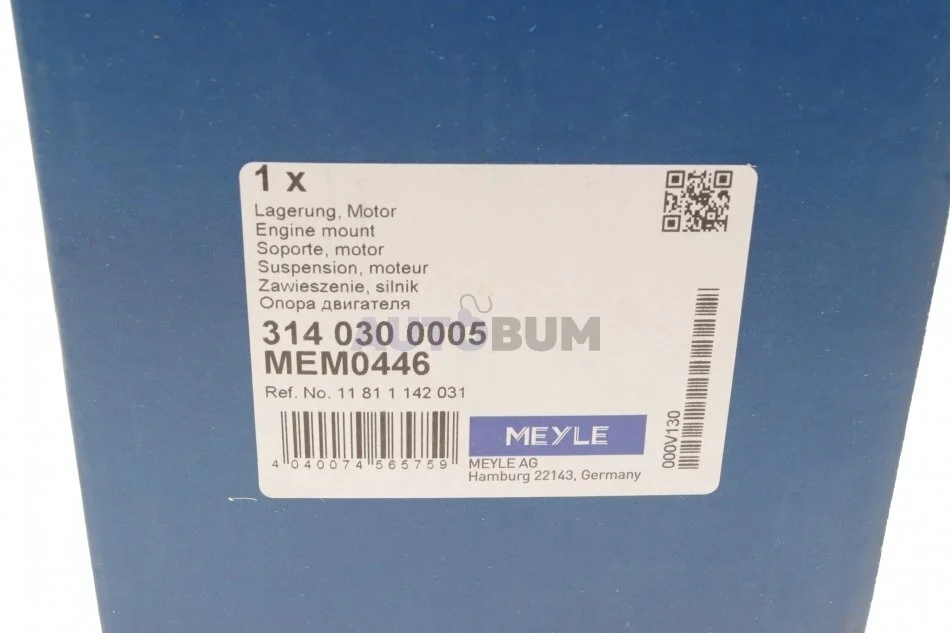 1 x
Lagerung, Motor
Engine mount
Soporte, motor
Suspension, moteur
Zawieszenie, silnik
Опора двигателя
314 030 0005
MEM0446
Ref. No. 11 81 1 142 031
4 040074 565759
MEYLE
MEYLE AG
Hamburg 22143, Germany
000V130
AUTOBUM